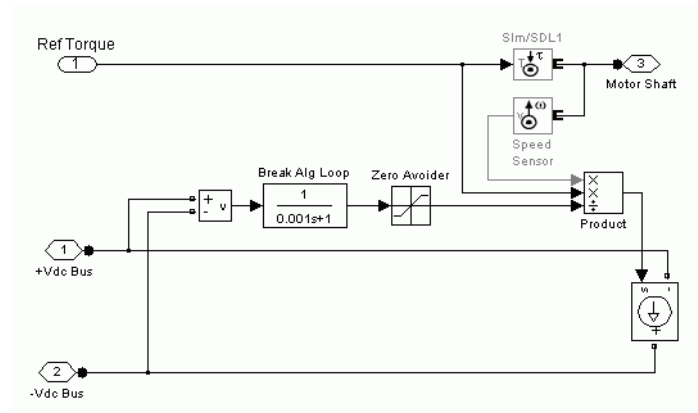 Ref Torque
1
Slm/SDL1
T τ
3
Motor Shaft
ω
Speed
Sensor
Break Alg Loop
1
0.001s+1
Zero Avoider
+
-
v
×
×
÷
Product
1
+Vdc Bus
s
-
+
2
-Vdc Bus